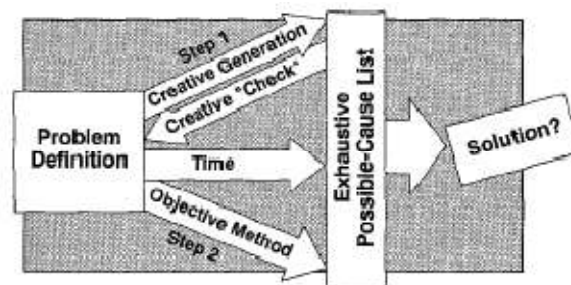 Step 1
Creative Generation
Creative "Check"
Problem
Definition
Time
Objective Method
Step 2
Exhaustive
Possible-Cause List
Solution?